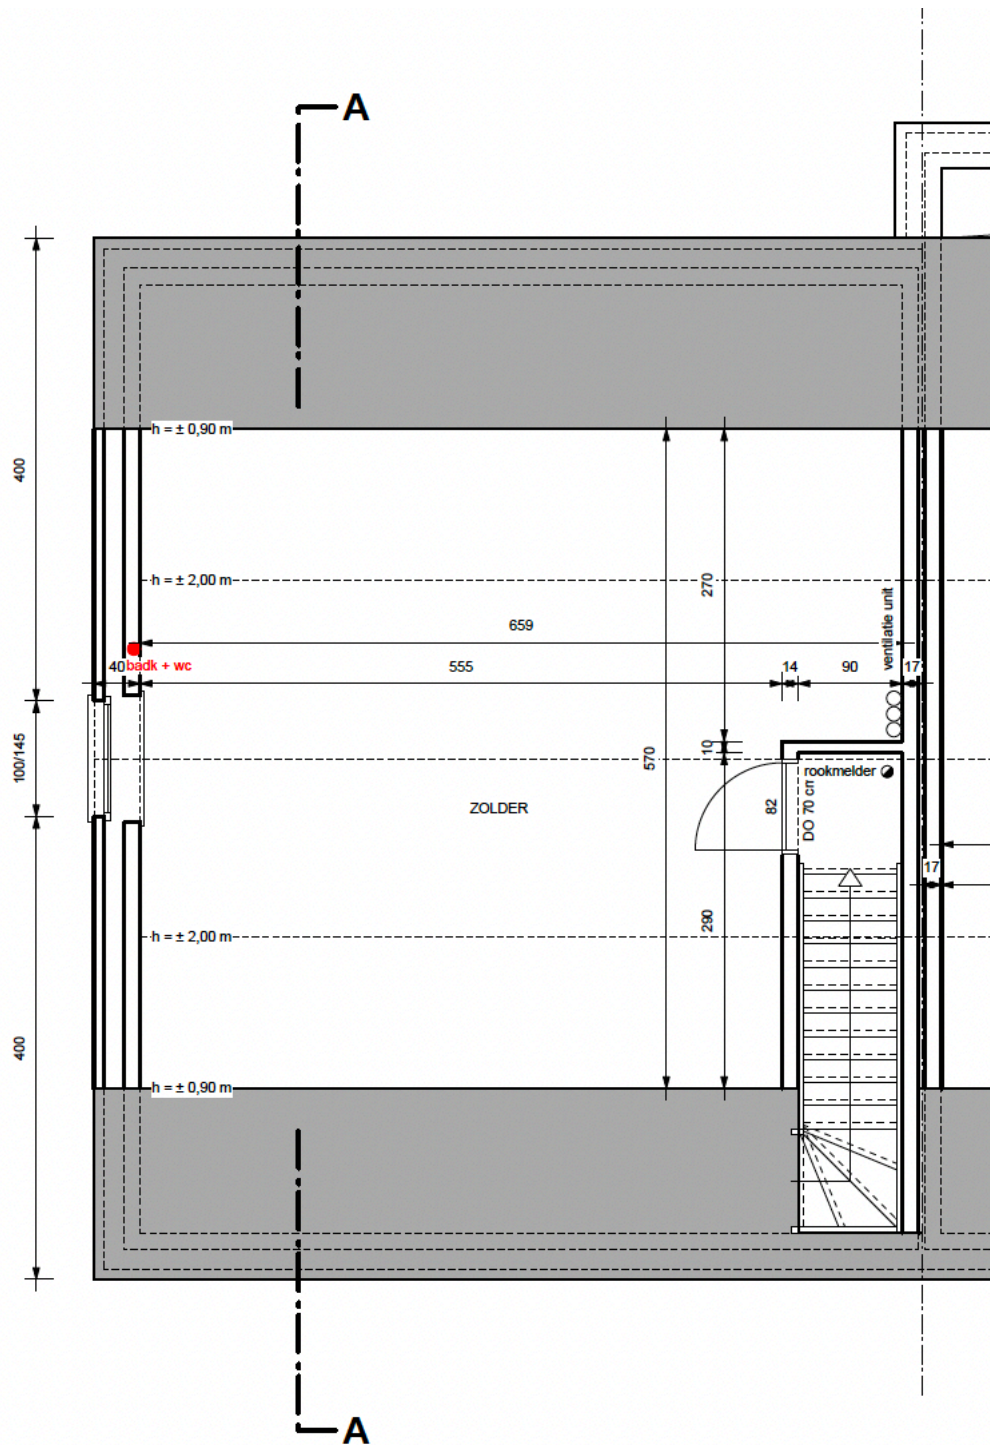 A
400
h = ± 0,90 m
h = ± 2,00 m
270
ventilatie unit
659
40
badk + wc
555
14
90
17
100/145
570
10
rookmelder
82
DO 70 cm
ZOLDER
17
290
h = ± 2,00 m
400
h = ± 0,90 m
A